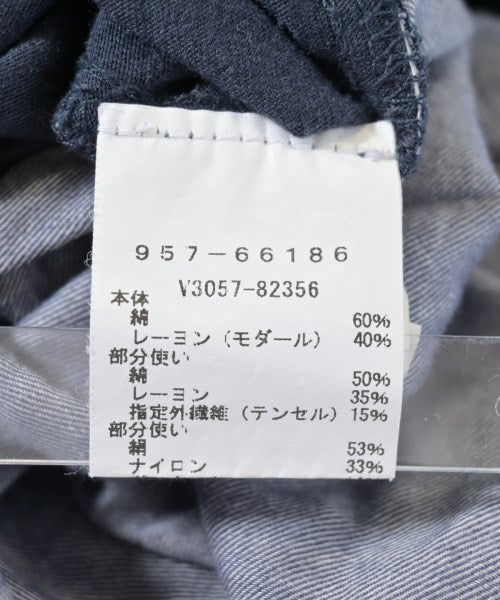 957-66186
V3057-82356
本体
綿 60%
レーヨン(モダール) 40%
部分使い
綿 50%
レーヨン 35%
指定外繊維(テンセル) 15%
部分使い
絹 53%
ナイロン 33%